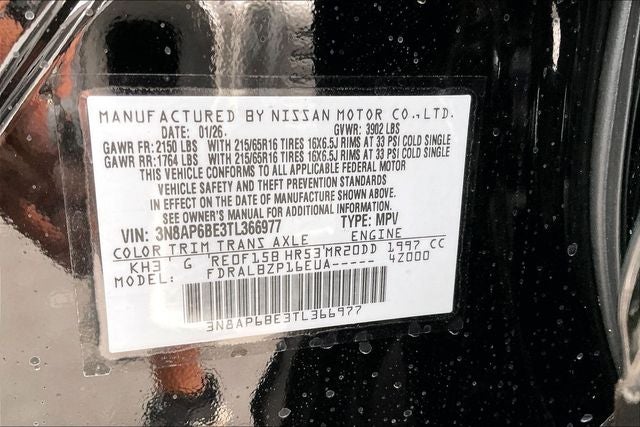 MANUFACTURED BY NISSAN MOTOR CO.,LTD.
DATE: 01/26. GVWR: 3902 LBS
GAWR FR: 2150 LBS WITH 215/65R16 TIRES 16X6.5J RIMS AT 33 PSI COLD SINGLE
GAWR RR: 1764 LBS WITH 215/65R16 TIRES 16X6.5J RIMS AT 33 PSI COLD SINGLE
THIS VEHICLE CONFORMS TO ALL APPLICABLE FEDERAL MOTOR
VEHICLE SAFETY AND THEFT PREVENTION STANDARDS
IN EFFECT ON THE DATE OF MANUFACTURE SHOWN ABOVE.
SEE OWNER'S MANUAL FOR ADDITIONAL INFORMATION.
VIN: 3N8AP6BE3TL366977 TYPE: MPV
COLOR TRIM TRANS AXLE ENGINE
KH3 G RE0F15B HR53 MR20DD 1997 CC
MODEL: FDRALBZP16EUA----- 4Z000
3N8AP6BE3TL366977